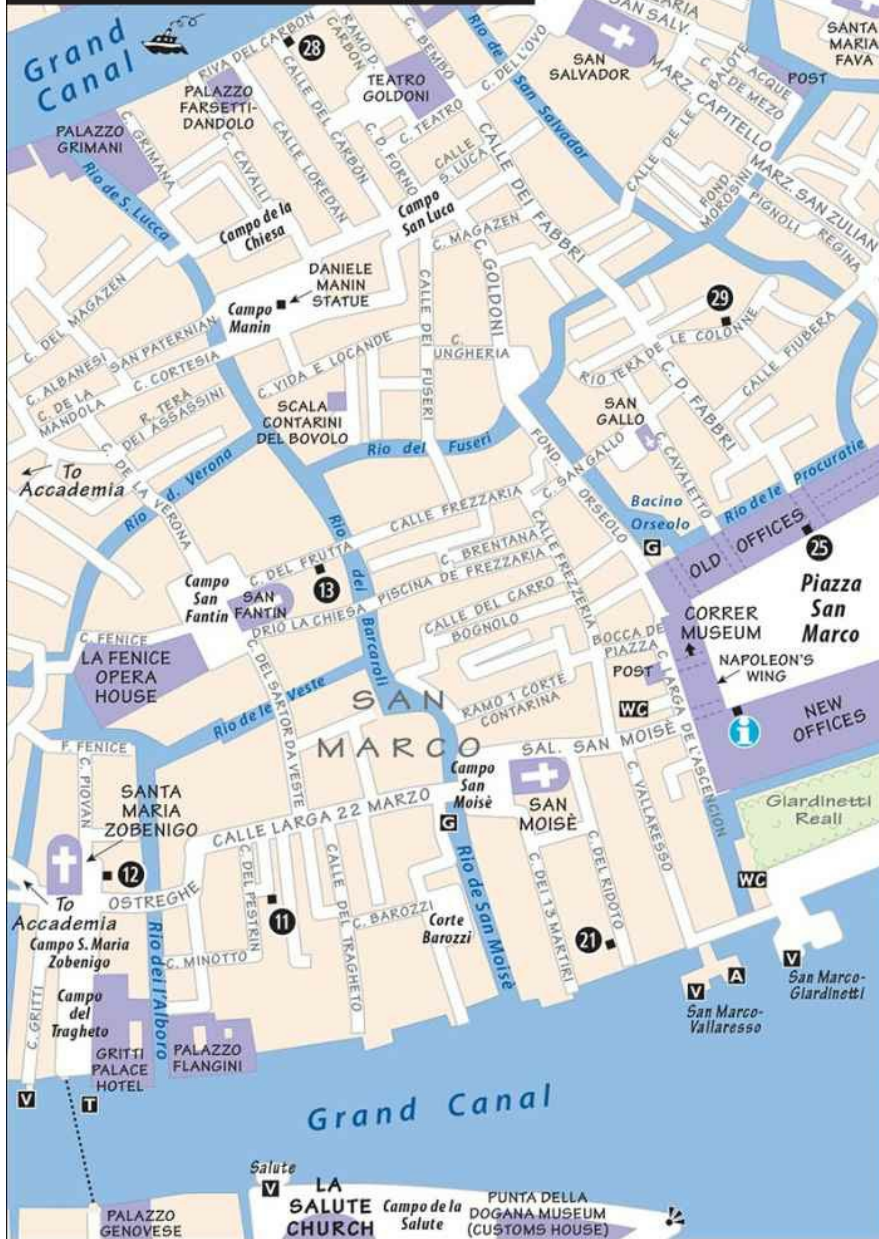 Grand
Canal
RIVA DEL CARBON
28
RAMO D.
CARBON
C. BEMBO
TEATRO
GOLDONI
C. TEATRO
C. DELL'OVO
Rio de San Salvador
SAN
SALVADOR
MARIA
SAN SALV.
MARZ. CAPITELLO
BALOTE
C. ACQUE
C. DE MEZO
POST
SANTA
MARIA
FAVA
PALAZZO
GRIMANI
C. GRIMANA
PALAZZO
FARSETTI-
DANDOLO
C. CAVALLI
CALLE LOREDAN
CALLE DEL CARBON
C. D. FORNO
CALLE
S. LUCA
CALLE DEI FABBRI
CALLE DE LE
FOND.
MOROSINI
MARZ. SAN ZULIAN
PIGNOLI
REGINA
Rio de S. Lucca
Campo de la
Chiesa
Campo
San Luca
C. MAGAZEN
C. GOLDONI
DANIELE
MANIN
STATUE
Campo
Manin
CALLE DEI FUSERI
C.
UNGHERIA
29
RIO TERÀ DE LE COLONNE
CALLE FIUBERA
C. D FABBRI
C. DEL MAGAZEN
SAN PATERNIAN
C. ALBANESI
C. CORTESIA
C. DE LA
MANDOLA
R. TERÀ
DEI ASSASSINI
C. VIDA E LOCANDE
SCALA
CONTARINI
DEL BOVOLO
Rio del Fuseri
SAN
GALLO
C. SAN GALLO
C. CAVALETTO
FOND. ORSEOLO
Bacino
Orseolo
G
Rio de le Procuratie
To
Accademia
C. DE LA VERONA
Rio d. Verona
Rio dei Barcaroli
CALLE FREZZARIA
C. DEL FRUTTA
13
C. BRENTANA
PISCINA DE FREZZARIA
CALLE FREZZERIA
OLD OFFICES
25
Piazza
San
Marco
Campo
San
Fantin
SAN
FANTIN
DRIO LA CHIESA
CALLE DEL CARRO
BOGNOLO
BOCCA DE
PIAZZA
POST
CORRER
MUSEUM
NAPOLEON'S
WING
C. FENICE
LA FENICE
OPERA
HOUSE
C. DEL SARTOR DA VESTE
Rio de le Veste
SAN
MARCO
RAMO 1 CORTE
CONTARINA
WC
C. LARGA DE L'ASCENCION
i
NEW
OFFICES
F. FENICE
C. PIOVAN
SANTA
MARIA
ZOBENIGO
CALLE LARGA 22 MARZO
Campo
San
Moisè
G
SAL. SAN MOISÈ
SAN
MOISÈ
C. VALLARESSO
Giardinetti
Reali
12
To
Accademia
OSTREGHE
C. DEL PESTRIN
11
CALLE DEL TRAGHETO
C. BAROZZI
Corte
Barozzi
Rio de San Moisè
C. DEI 13 MARTIRI
C. DEL RIDOTO
21
WC
Campo S. Maria
Zobenigo
Rio dei l'Alboro
C. MINOTTO
C. GRITTI
Campo
del
Tragheto
GRITTI
PALACE
HOTEL
PALAZZO
FLANGINI
V
A
San Marco-
Vallaresso
V
San Marco-
Giardinetti
V
T
Grand Canal
Salute
V
PALAZZO
GENOVESE
LA
SALUTE
CHURCH
Campo de la
Salute
PUNTA DELLA
DOGANA MUSEUM
(CUSTOMS HOUSE)